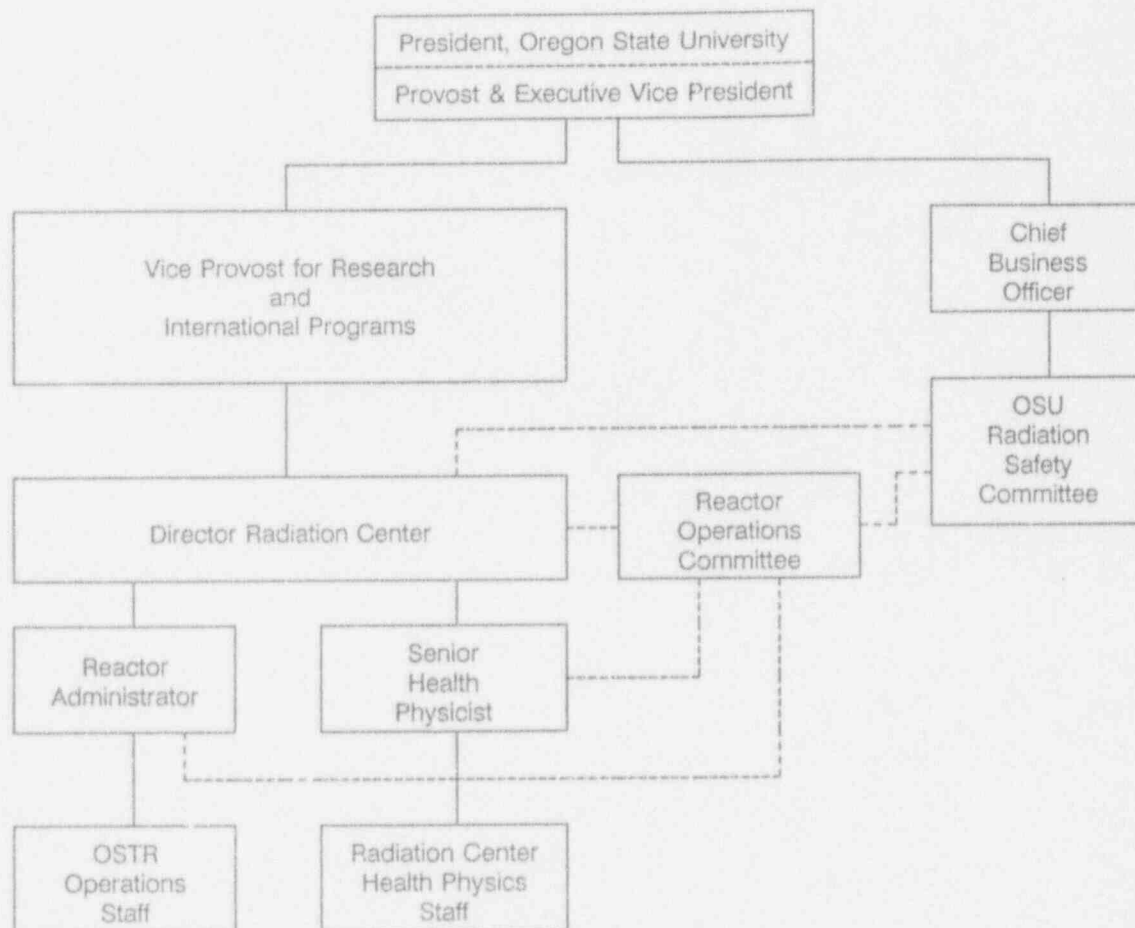 President, Oregon State University
Provost & Executive Vice President
Vice Provost for Research
and
International Programs
Chief
Business
Officer
OSU
Radiation
Safety
Committee
Director Radiation Center
Reactor
Operations
Committee
Reactor
Administrator
Senior
Health
Physicist
OSTR
Operations
Staff
Radiation Center
Health Physics
Staff